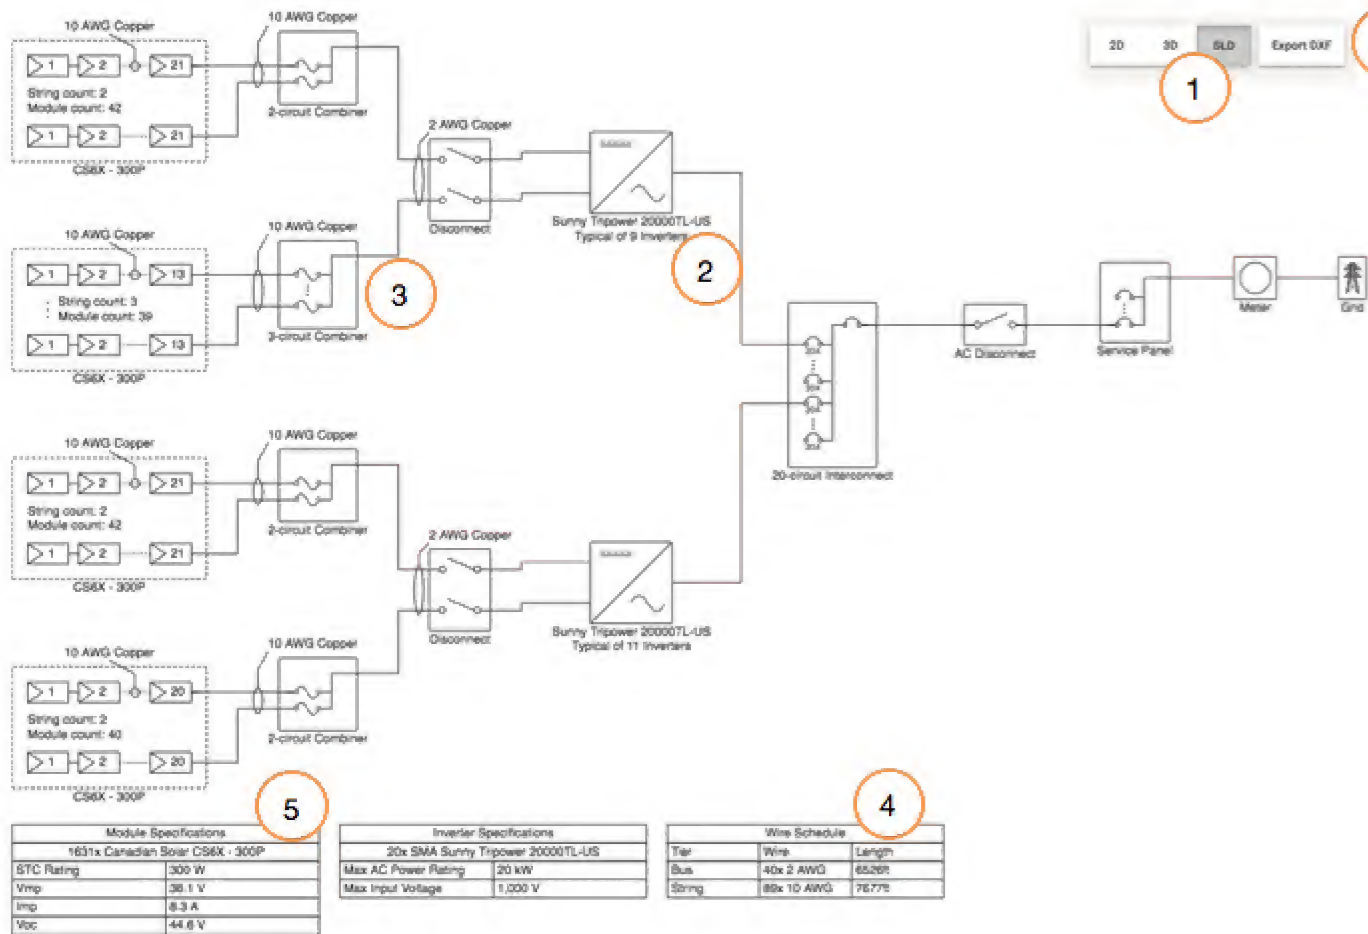 10 AWG Copper
10 AWG Copper
2D 3D SLD Export DXF
1 2 21
String count: 2
Module count: 42
1 2 21
CS6X - 300P
2-circuit Combiner
1
2 AWG Copper
Disconnect
Sunny Tripower 20000TL-US
Typical of 9 Inverters
10 AWG Copper
10 AWG Copper
1 2 13
String count: 3
Module count: 39
1 2 13
CS6X - 300P
3-circuit Combiner
3
2
20-circuit Interconnect
AC Disconnect
Service Panel
Meter
Grid
10 AWG Copper
10 AWG Copper
1 2 21
String count: 2
Module count: 42
1 2 21
CS6X - 300P
2-circuit Combiner
2 AWG Copper
Disconnect
Sunny Tripower 20000TL-US
Typical of 11 Inverters
10 AWG Copper
10 AWG Copper
1 2 20
String count: 2
Module count: 40
1 2 20
CS6X - 300P
2-circuit Combiner
5
4
Module Specifications
1631x Canadian Solar CS6X - 300P
STC Rating 300 W
Vmp 36.1 V
Imp 8.3 A
Voc 44.6 V
Inverter Specifications
20x SMA Sunny Tripower 20000TL-US
Max AC Power Rating 20 kW
Max Input Voltage 1,000 V
Wire Schedule
Tier Wire Length
Bus 40x 2 AWG 6526ft
String 89x 10 AWG 7677ft